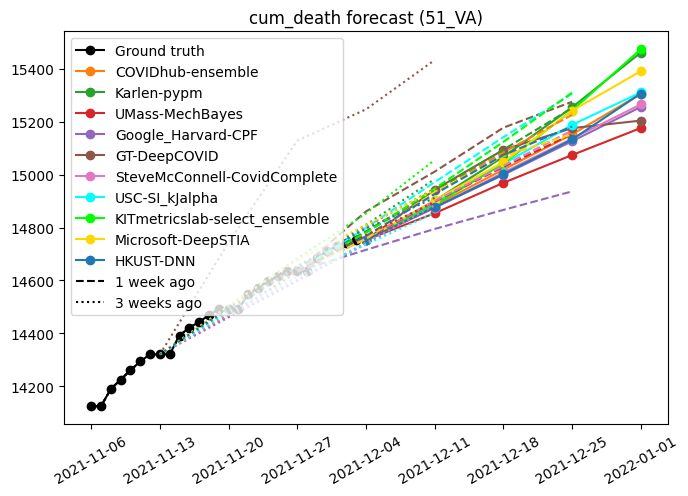 cum_death forecast (51_VA)
Ground truth
COVIDhub-ensemble
Karlen-pypm
UMass-MechBayes
Google_Harvard-CPF
GT-DeepCOVID
SteveMcConnell-CovidComplete
USC-SI_kJalpha
KITmetricslab-select_ensemble
Microsoft-DeepSTIA
HKUST-DNN
1 week ago
3 weeks ago
15400
15200
15000
14800
14600
14400
14200
2021-11-06
2021-11-13
2021-11-20
2021-11-27
2021-12-04
2021-12-11
2021-12-18
2021-12-25
2022-01-01